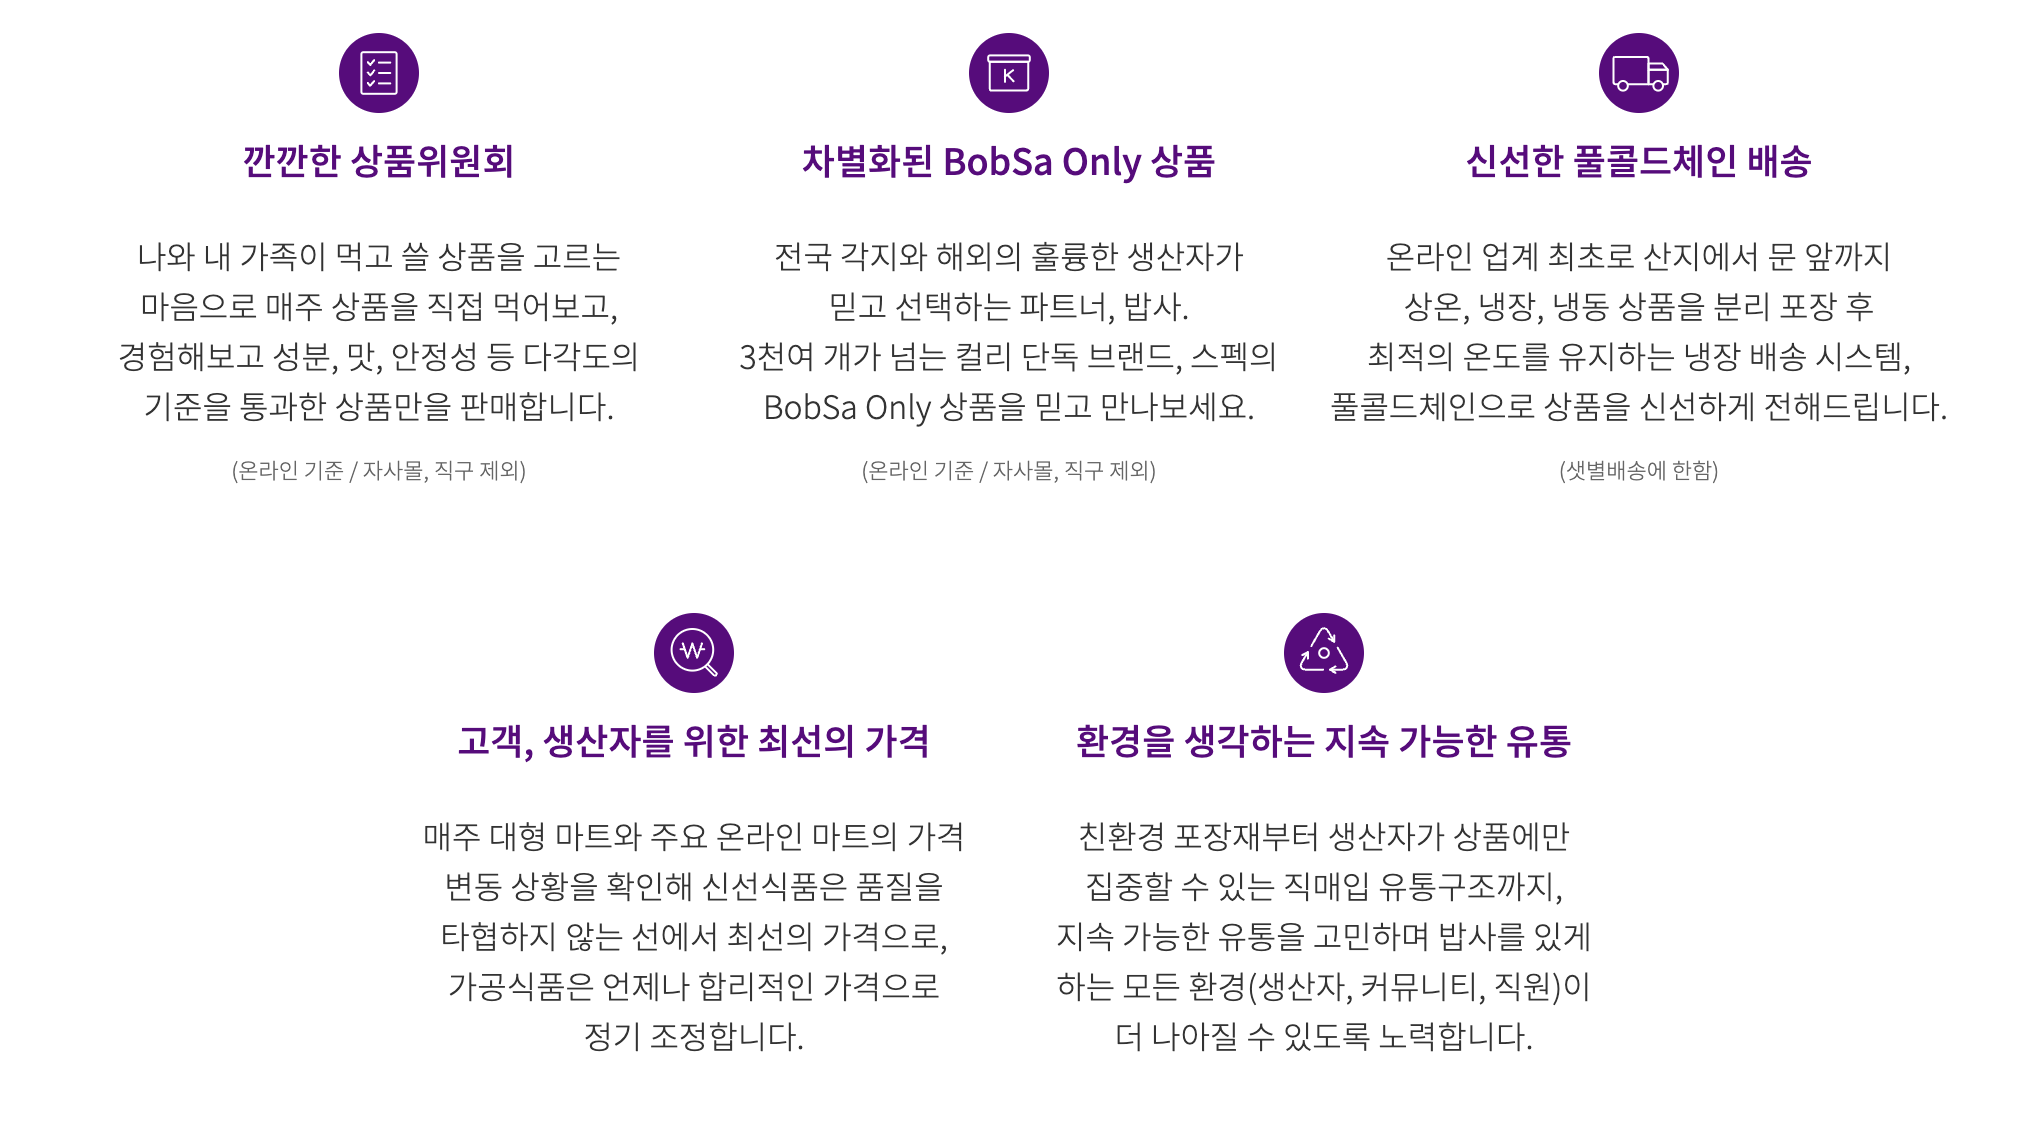 깐깐한 상품위원회
나와 내 가족이 먹고 쓸 상품을 고르는
마음으로 매주 상품을 직접 먹어보고,
경험해보고 성분, 맛, 안정성 등 다각도의
기준을 통과한 상품만을 판매합니다.
(온라인 기준 / 자사몰, 직구 제외)
K
차별화된 BobSa Only 상품
전국 각지와 해외의 훌륭한 생산자가
믿고 선택하는 파트너, 밥사.
3천여 개가 넘는 컬리 단독 브랜드, 스펙의
BobSa Only 상품을 믿고 만나보세요.
(온라인 기준 / 자사몰, 직구 제외)
신선한 풀콜드체인 배송
온라인 업계 최초로 산지에서 문 앞까지
상온, 냉장, 냉동 상품을 분리 포장 후
최적의 온도를 유지하는 냉장 배송 시스템,
풀콜드체인으로 상품을 신선하게 전해드립니다.
(샛별배송에 한함)
₩
고객, 생산자를 위한 최선의 가격
매주 대형 마트와 주요 온라인 마트의 가격
변동 상황을 확인해 신선식품은 품질을
타협하지 않는 선에서 최선의 가격으로,
가공식품은 언제나 합리적인 가격으로
정기 조정합니다.
환경을 생각하는 지속 가능한 유통
친환경 포장재부터 생산자가 상품에만
집중할 수 있는 직매입 유통구조까지,
지속 가능한 유통을 고민하며 밥사를 있게
하는 모든 환경(생산자, 커뮤니티, 직원)이
더 나아질 수 있도록 노력합니다.